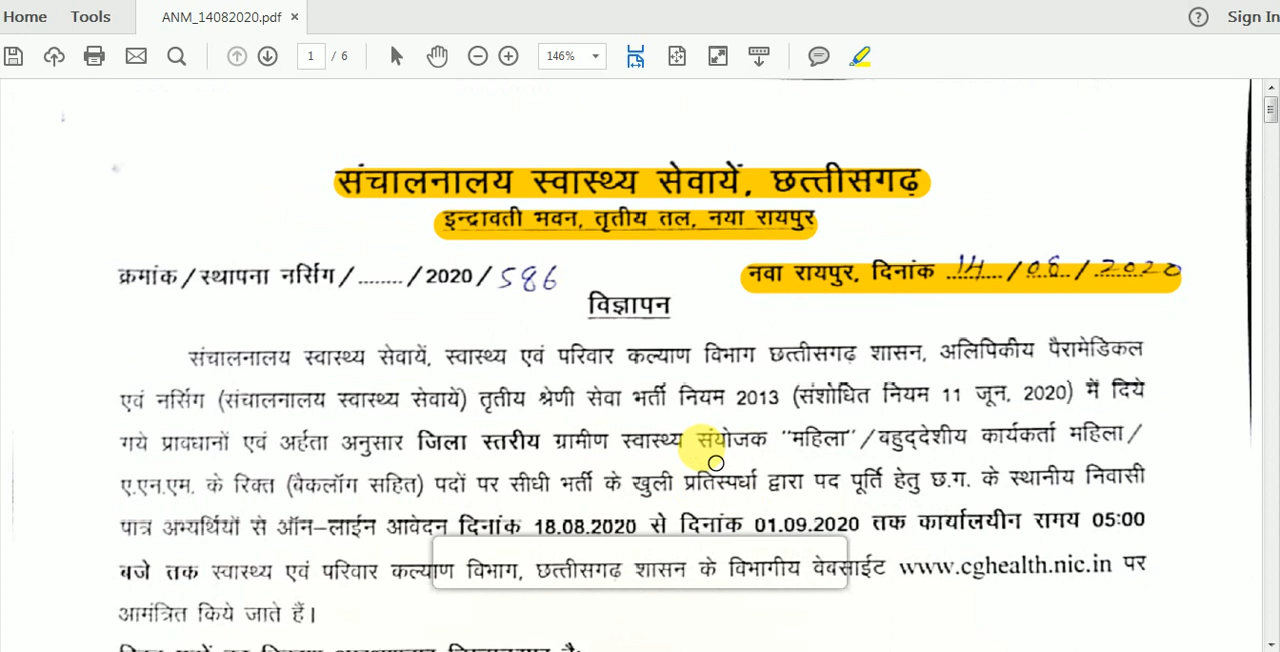 Home Tools ANM_14082020.pdf × ? Sign In
1 / 6 146%
संचालनालय स्वास्थ्य सेवायें, छत्तीसगढ़
इन्द्रावती भवन, तृतीय तल, नया रायपुर
क्रमांक/स्थापना नर्सिंग/......../2020/586 नवा रायपुर, दिनांक 14/08/2020
विज्ञापन
संचालनालय स्वास्थ्य सेवायें, स्वास्थ्य एवं परिवार कल्याण विभाग छत्तीसगढ़ शासन, अलिपिकीय पैरामेडिकल
एवं नर्सिग (संचालनालय स्वास्थ्य सेवायें) तृतीय श्रेणी सेवा भर्ती नियम 2013 (संशोधित नियम 11 जून, 2020) में दिये
गये प्रावधानों एवं अर्हता अनुसार जिला स्तरीय ग्रामीण स्वास्थ्य संयोजक "महिला"/बहुद्देशीय कार्यकर्ता महिला/
ए.एन.एम. के रिक्त (बैकलॉग सहित) पदों पर सीधी भर्ती के खुली प्रतिस्पर्धा द्वारा पद पूर्ति हेतु छ.ग. के स्थानीय निवासी
पात्र अभ्यर्थियों से ऑन-लाईन आवेदन दिनांक 18.08.2020 से दिनांक 01.09.2020 तक कार्यालयीन समय 05:00
बजे तक स्वास्थ्य एवं परिवार कल्याण विभाग, छत्तीसगढ शासन के विभागीय वेबसाईट www.cghealth.nic.in पर
आमंत्रित किये जाते हैं।